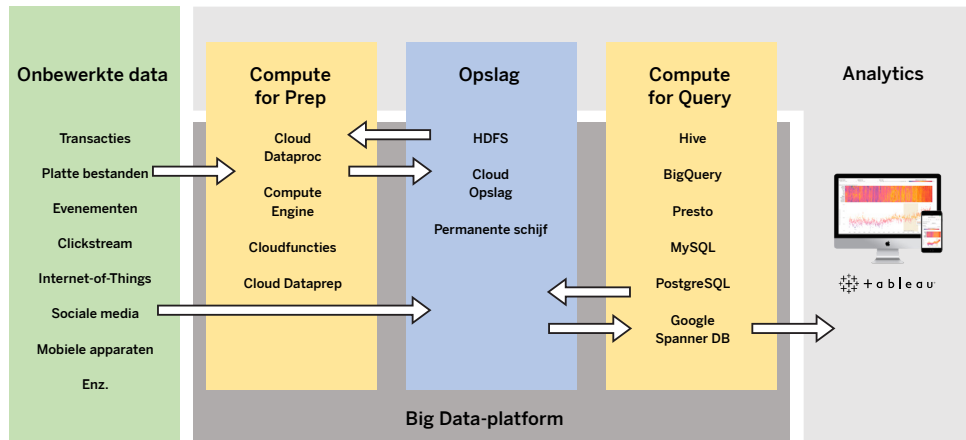 Onbewerkte data
Transacties
Platte bestanden
Evenementen
Clickstream
Internet-of-Things
Sociale media
Mobiele apparaten
Enz.
Compute
for Prep
Cloud
Dataproc
Compute
Engine
Cloudfuncties
Cloud Dataprep
Opslag
HDFS
Cloud
Opslag
Permanente schijf
Compute
for Query
Hive
BigQuery
Presto
MySQL
PostgreSQL
Google
Spanner DB
Analytics
+ a b l e a u
Big Data-platform